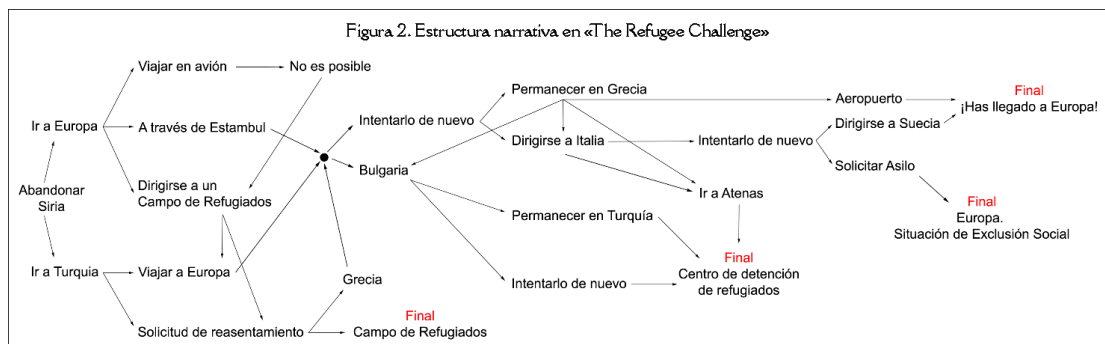 Figura 2. Estructura narrativa en «The Refugee Challenge»
Viajar en avión
No es posible
Ir a Europa
A través de Estambul
Dirigirse a un
Campo de Refugiados
Abandonar
Siria
Ir a Turquia
Viajar a Europa
Solicitud de reasentamiento
Grecia
Final
Campo de Refugiados
Intentarlo de nuevo
Bulgaria
Permanecer en Grecia
Dirigirse a Italia
Intentarlo de nuevo
Permanecer en Turquía
Intentarlo de nuevo
Ir a Atenas
Final
Centro de detención
de refugiados
Aeropuerto
Final
¡Has llegado a Europa!
Dirigirse a Suecia
Solicitar Asilo
Final
Europa.
Situación de Exclusión Social